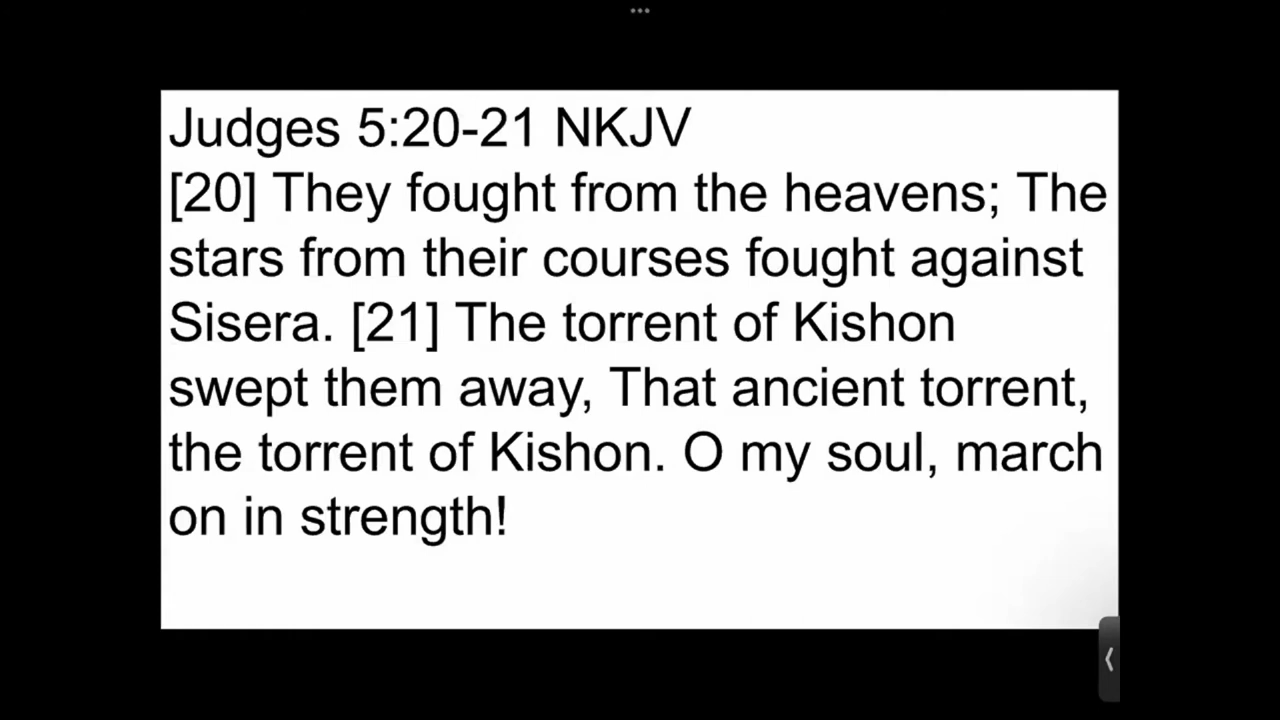 Judges 5:20-21 NKJV
[20] They fought from the heavens; The
stars from their courses fought against
Sisera. [21] The torrent of Kishon
swept them away, That ancient torrent,
the torrent of Kishon. O my soul, march
on in strength!